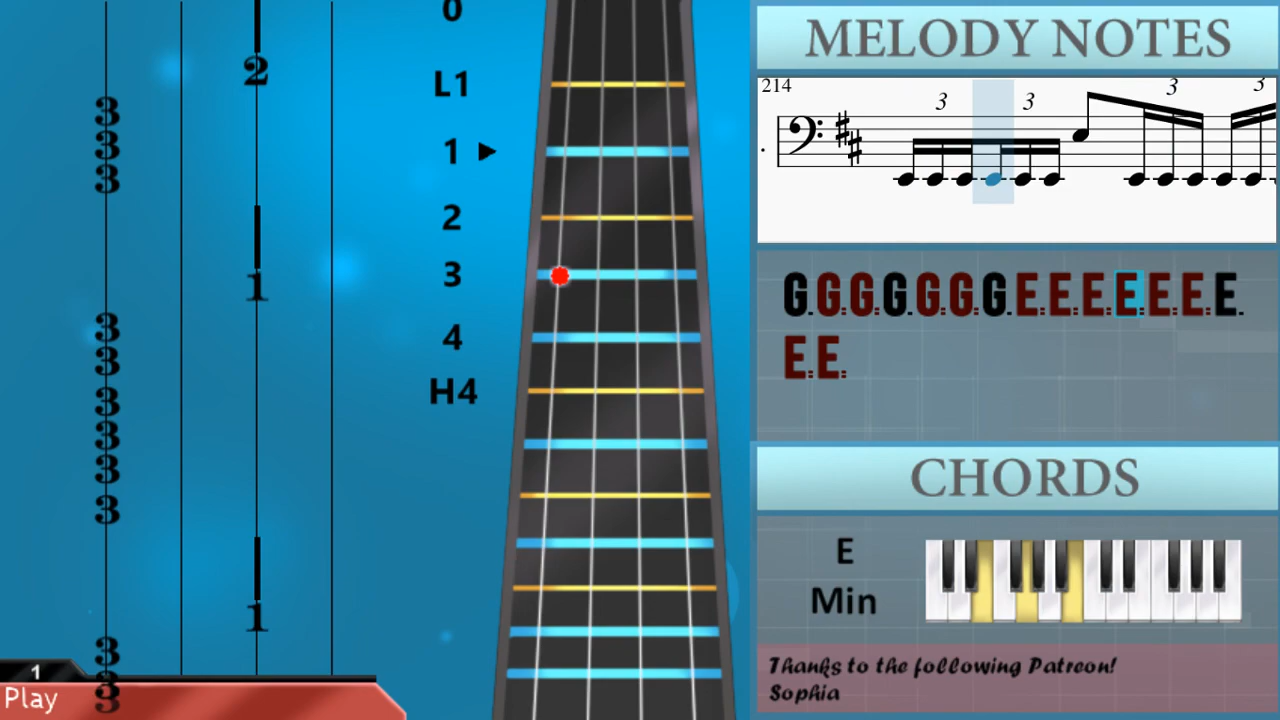 0
2
L1
3
3
1
3
2
1
3
3
3
4
3
H4
3
3
3
1
3
3
1
Play
MELODY NOTES
214
3
3
3
3
G.G.G.G.G.G.G.E.E.E.E.E.E.E.
E.E.
CHORDS
E
Min
Thanks to the following Patreon!
Sophia